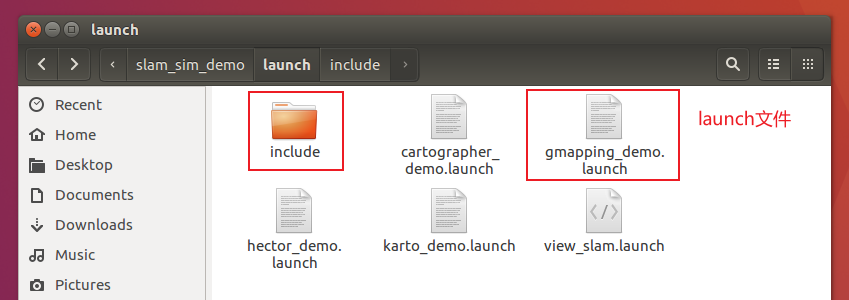 launch
slam_sim_demo
launch
include
Recent
Home
Desktop
Documents
Downloads
Music
Pictures
include
cartographer_
demo.launch
gmapping_demo.
launch
launch文件
hector_demo.
launch
karto_demo.launch
view_slam.launch